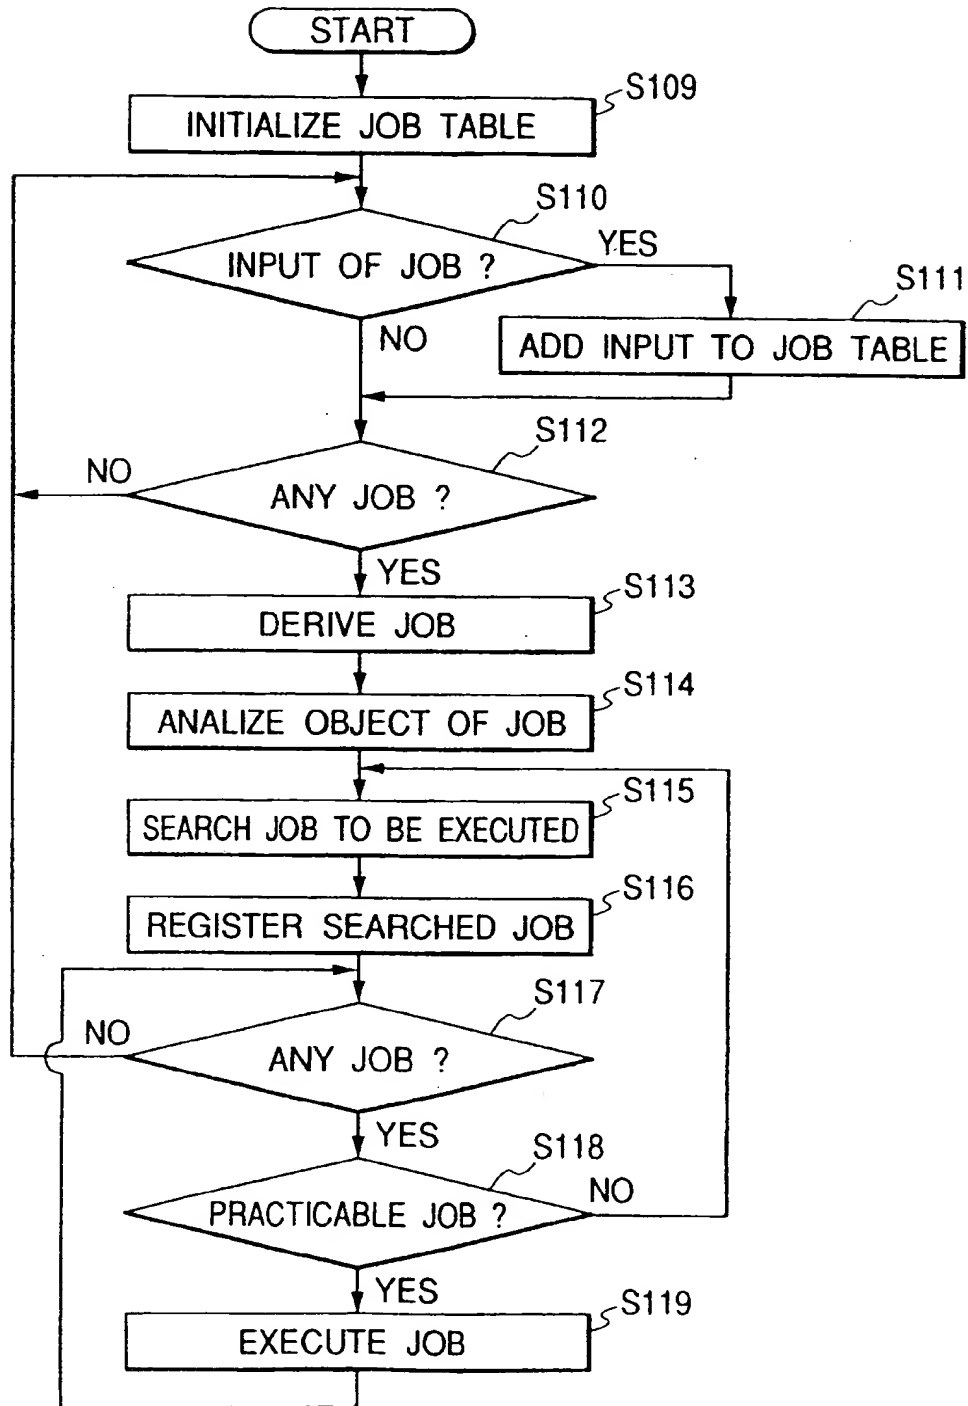 START
S109
INITIALIZE JOB TABLE
S110
INPUT OF JOB ?
YES
S111
NO
ADD INPUT TO JOB TABLE
S112
NO
ANY JOB ?
YES
S113
DERIVE JOB
S114
ANALIZE OBJECT OF JOB
S115
SEARCH JOB TO BE EXECUTED
S116
REGISTER SEARCHED JOB
S117
NO
ANY JOB ?
YES
S118
NO
PRACTICABLE JOB ?
YES
S119
EXECUTE JOB